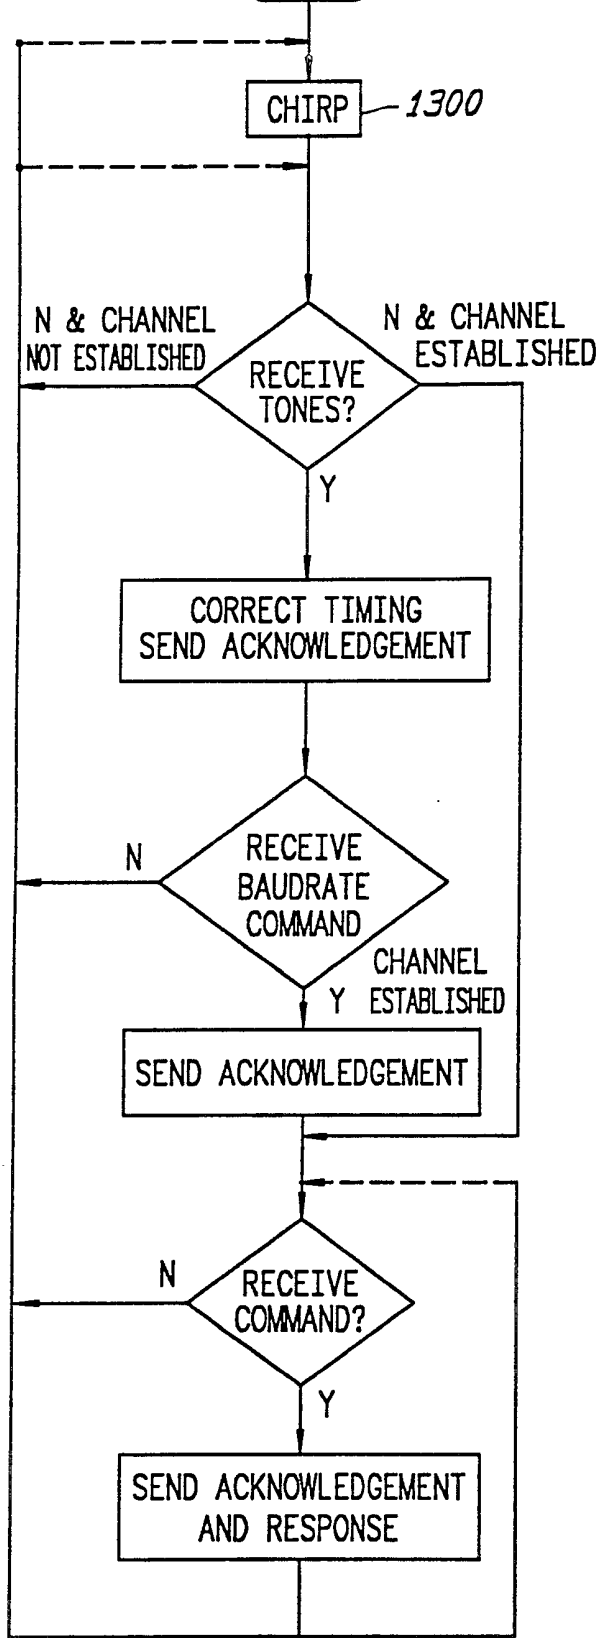 CHIRP
1300
N & CHANNEL
NOT ESTABLISHED
N & CHANNEL
ESTABLISHED
RECEIVE
TONES?
Y
CORRECT TIMING
SEND ACKNOWLEDGEMENT
N
RECEIVE
BAUDRATE
COMMAND
CHANNEL
Y ESTABLISHED
SEND ACKNOWLEDGEMENT
N
RECEIVE
COMMAND?
Y
SEND ACKNOWLEDGEMENT
AND RESPONSE